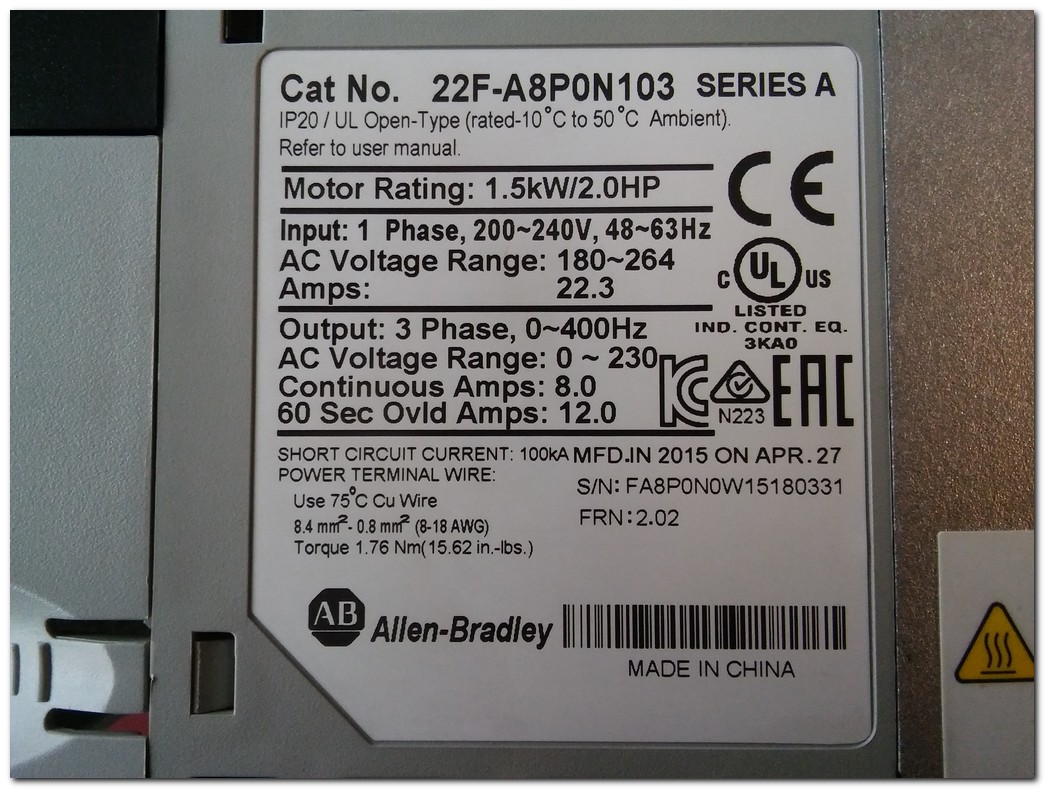 Cat No. 22F-A8P0N103 SERIES A
IP20 / UL Open-Type (rated-10°C to 50°C Ambient).
Refer to user manual.
Motor Rating: 1.5kW/2.0HP
CE
Input: 1 Phase, 200~240V, 48~63Hz
AC Voltage Range: 180~264
Amps: 22.3
C UL US
LISTED
IND. CONT. EQ.
3KA0
Output: 3 Phase, 0~400Hz
AC Voltage Range: 0 ~ 230
Continuous Amps: 8.0
60 Sec Ovld Amps: 12.0
KC
N223
EAC
SHORT CIRCUIT CURRENT: 100kA MFD.IN 2015 ON APR.27
POWER TERMINAL WIRE:
Use 75°C Cu Wire
8.4 mm²- 0.8 mm² (8-18 AWG)
Torque 1.76 Nm(15.62 in.-lbs.)
S/N: FA8P0N0W15180331
FRN:2.02
AB Allen-Bradley
MADE IN CHINA